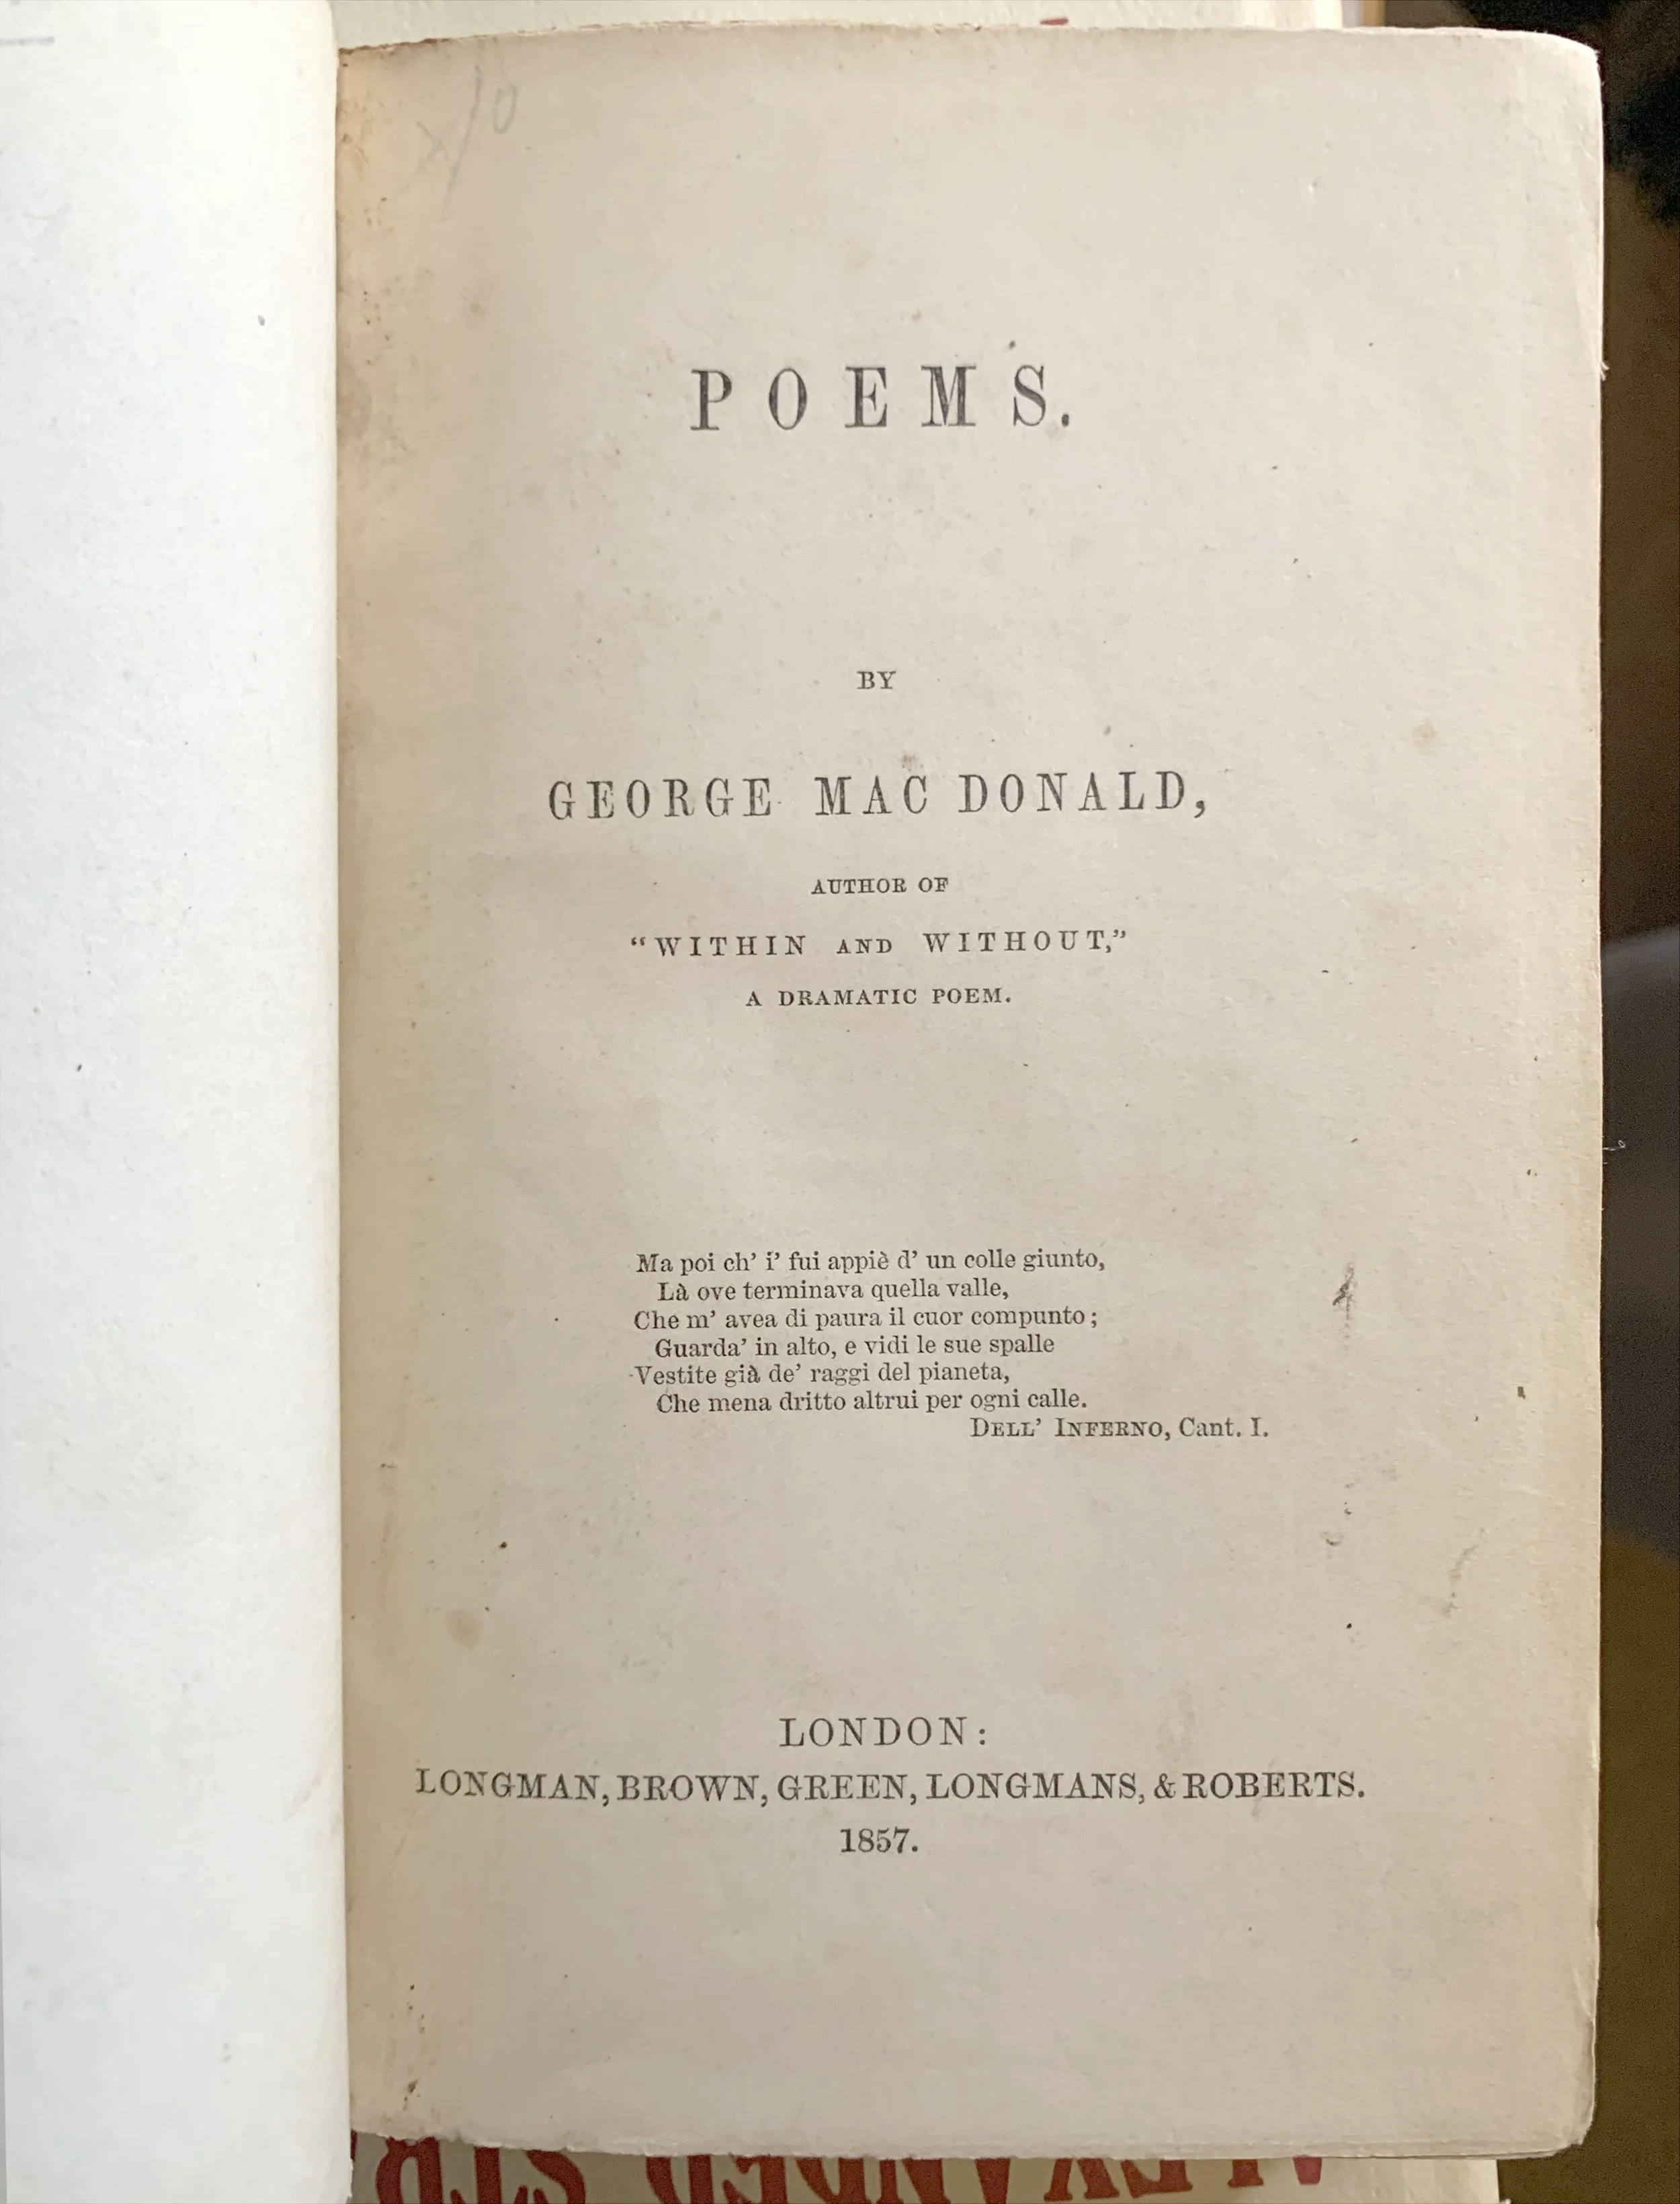 /10
POEMS.
BY
GEORGE MAC DONALD,
AUTHOR OF
“WITHIN AND WITHOUT,”
A DRAMATIC POEM.
Ma poi ch’ i’ fui appiè d’ un colle giunto,
Là ove terminava quella valle,
Che m’ avea di paura il cuor compunto;
Guarda’ in alto, e vidi le sue spalle
Vestite già de’ raggi del pianeta,
Che mena dritto altrui per ogni calle.
DELL’ INFERNO, Cant. I.
LONDON:
LONGMAN, BROWN, GREEN, LONGMANS, & ROBERTS.
1857.